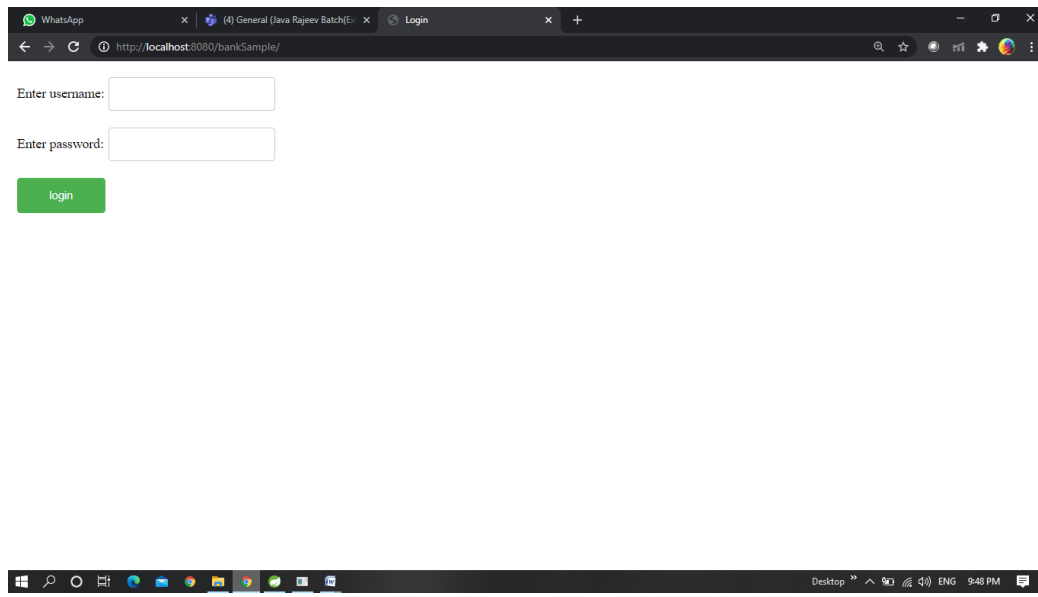 WhatsApp
(4) General (Java Rajeev Batch(Ex
Login
http://localhost:8080/bankSample/
Enter username:
Enter password:
login
Desktop
ENG
9:48 PM